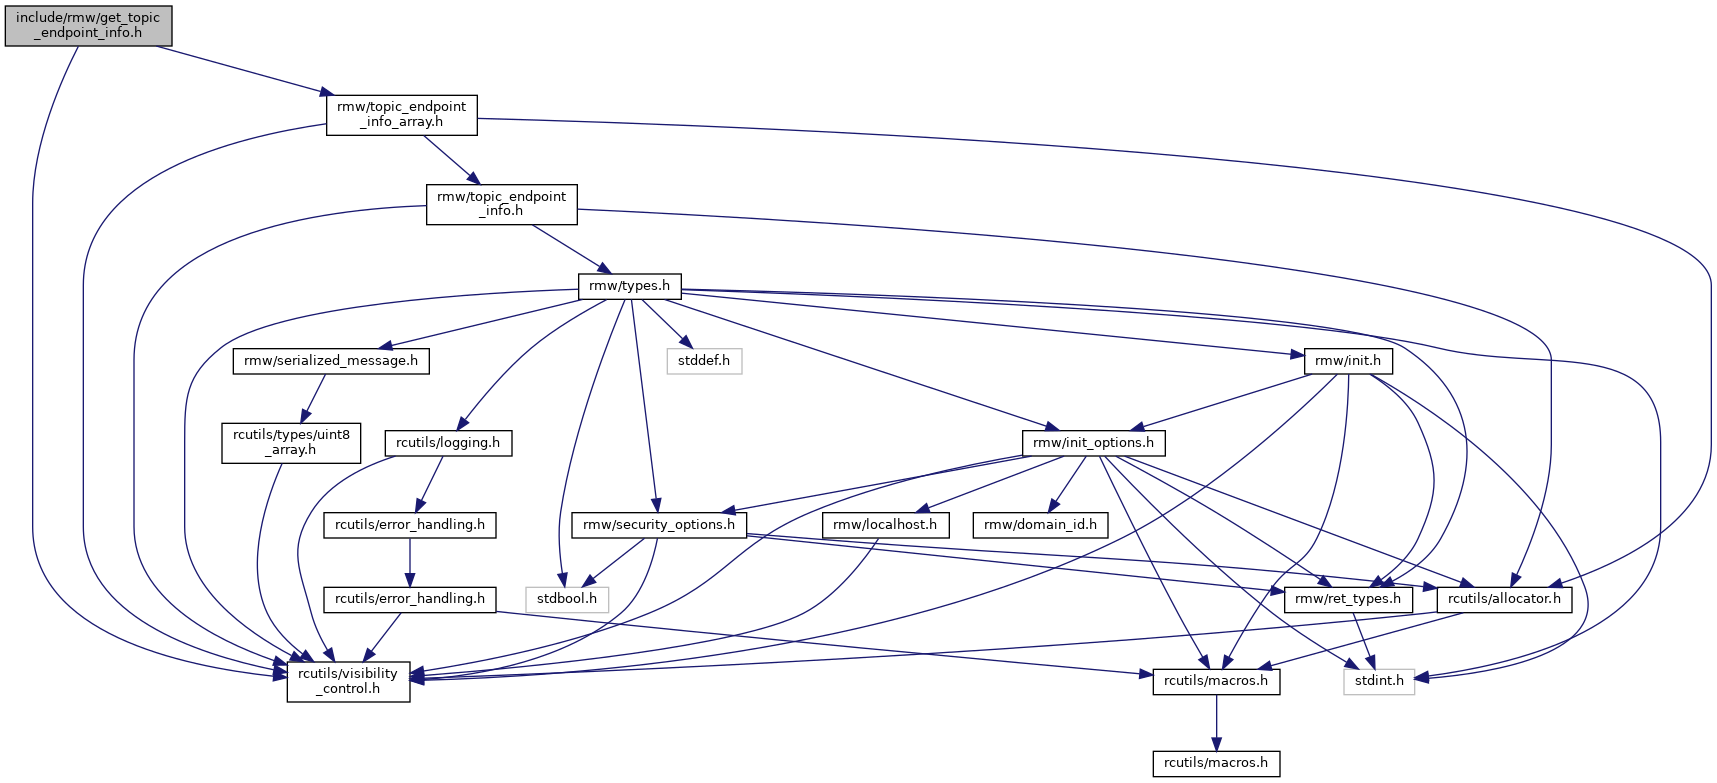 include/rmw/get_topic
_endpoint_info.h
rmw/topic_endpoint
_info_array.h
rmw/topic_endpoint
_info.h
rmw/types.h
rmw/serialized_message.h
stddef.h
rmw/init.h
rcutils/types/uint8
_array.h
rcutils/logging.h
rmw/init_options.h
rcutils/error_handling.h
rmw/security_options.h
rmw/localhost.h
rmw/domain_id.h
rcutils/error_handling.h
stdbool.h
rmw/ret_types.h
rcutils/allocator.h
rcutils/visibility
_control.h
rcutils/macros.h
stdint.h
rcutils/macros.h